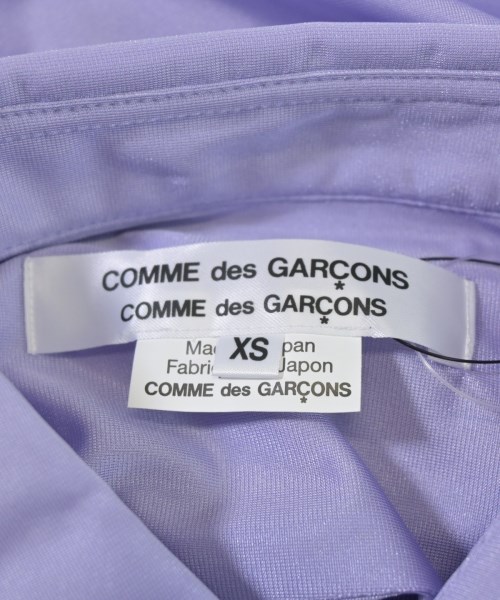 COMME des GARÇONS
COMME des GARÇONS
XS
Ma pan
Fabri Japon
COMME des GARÇONS